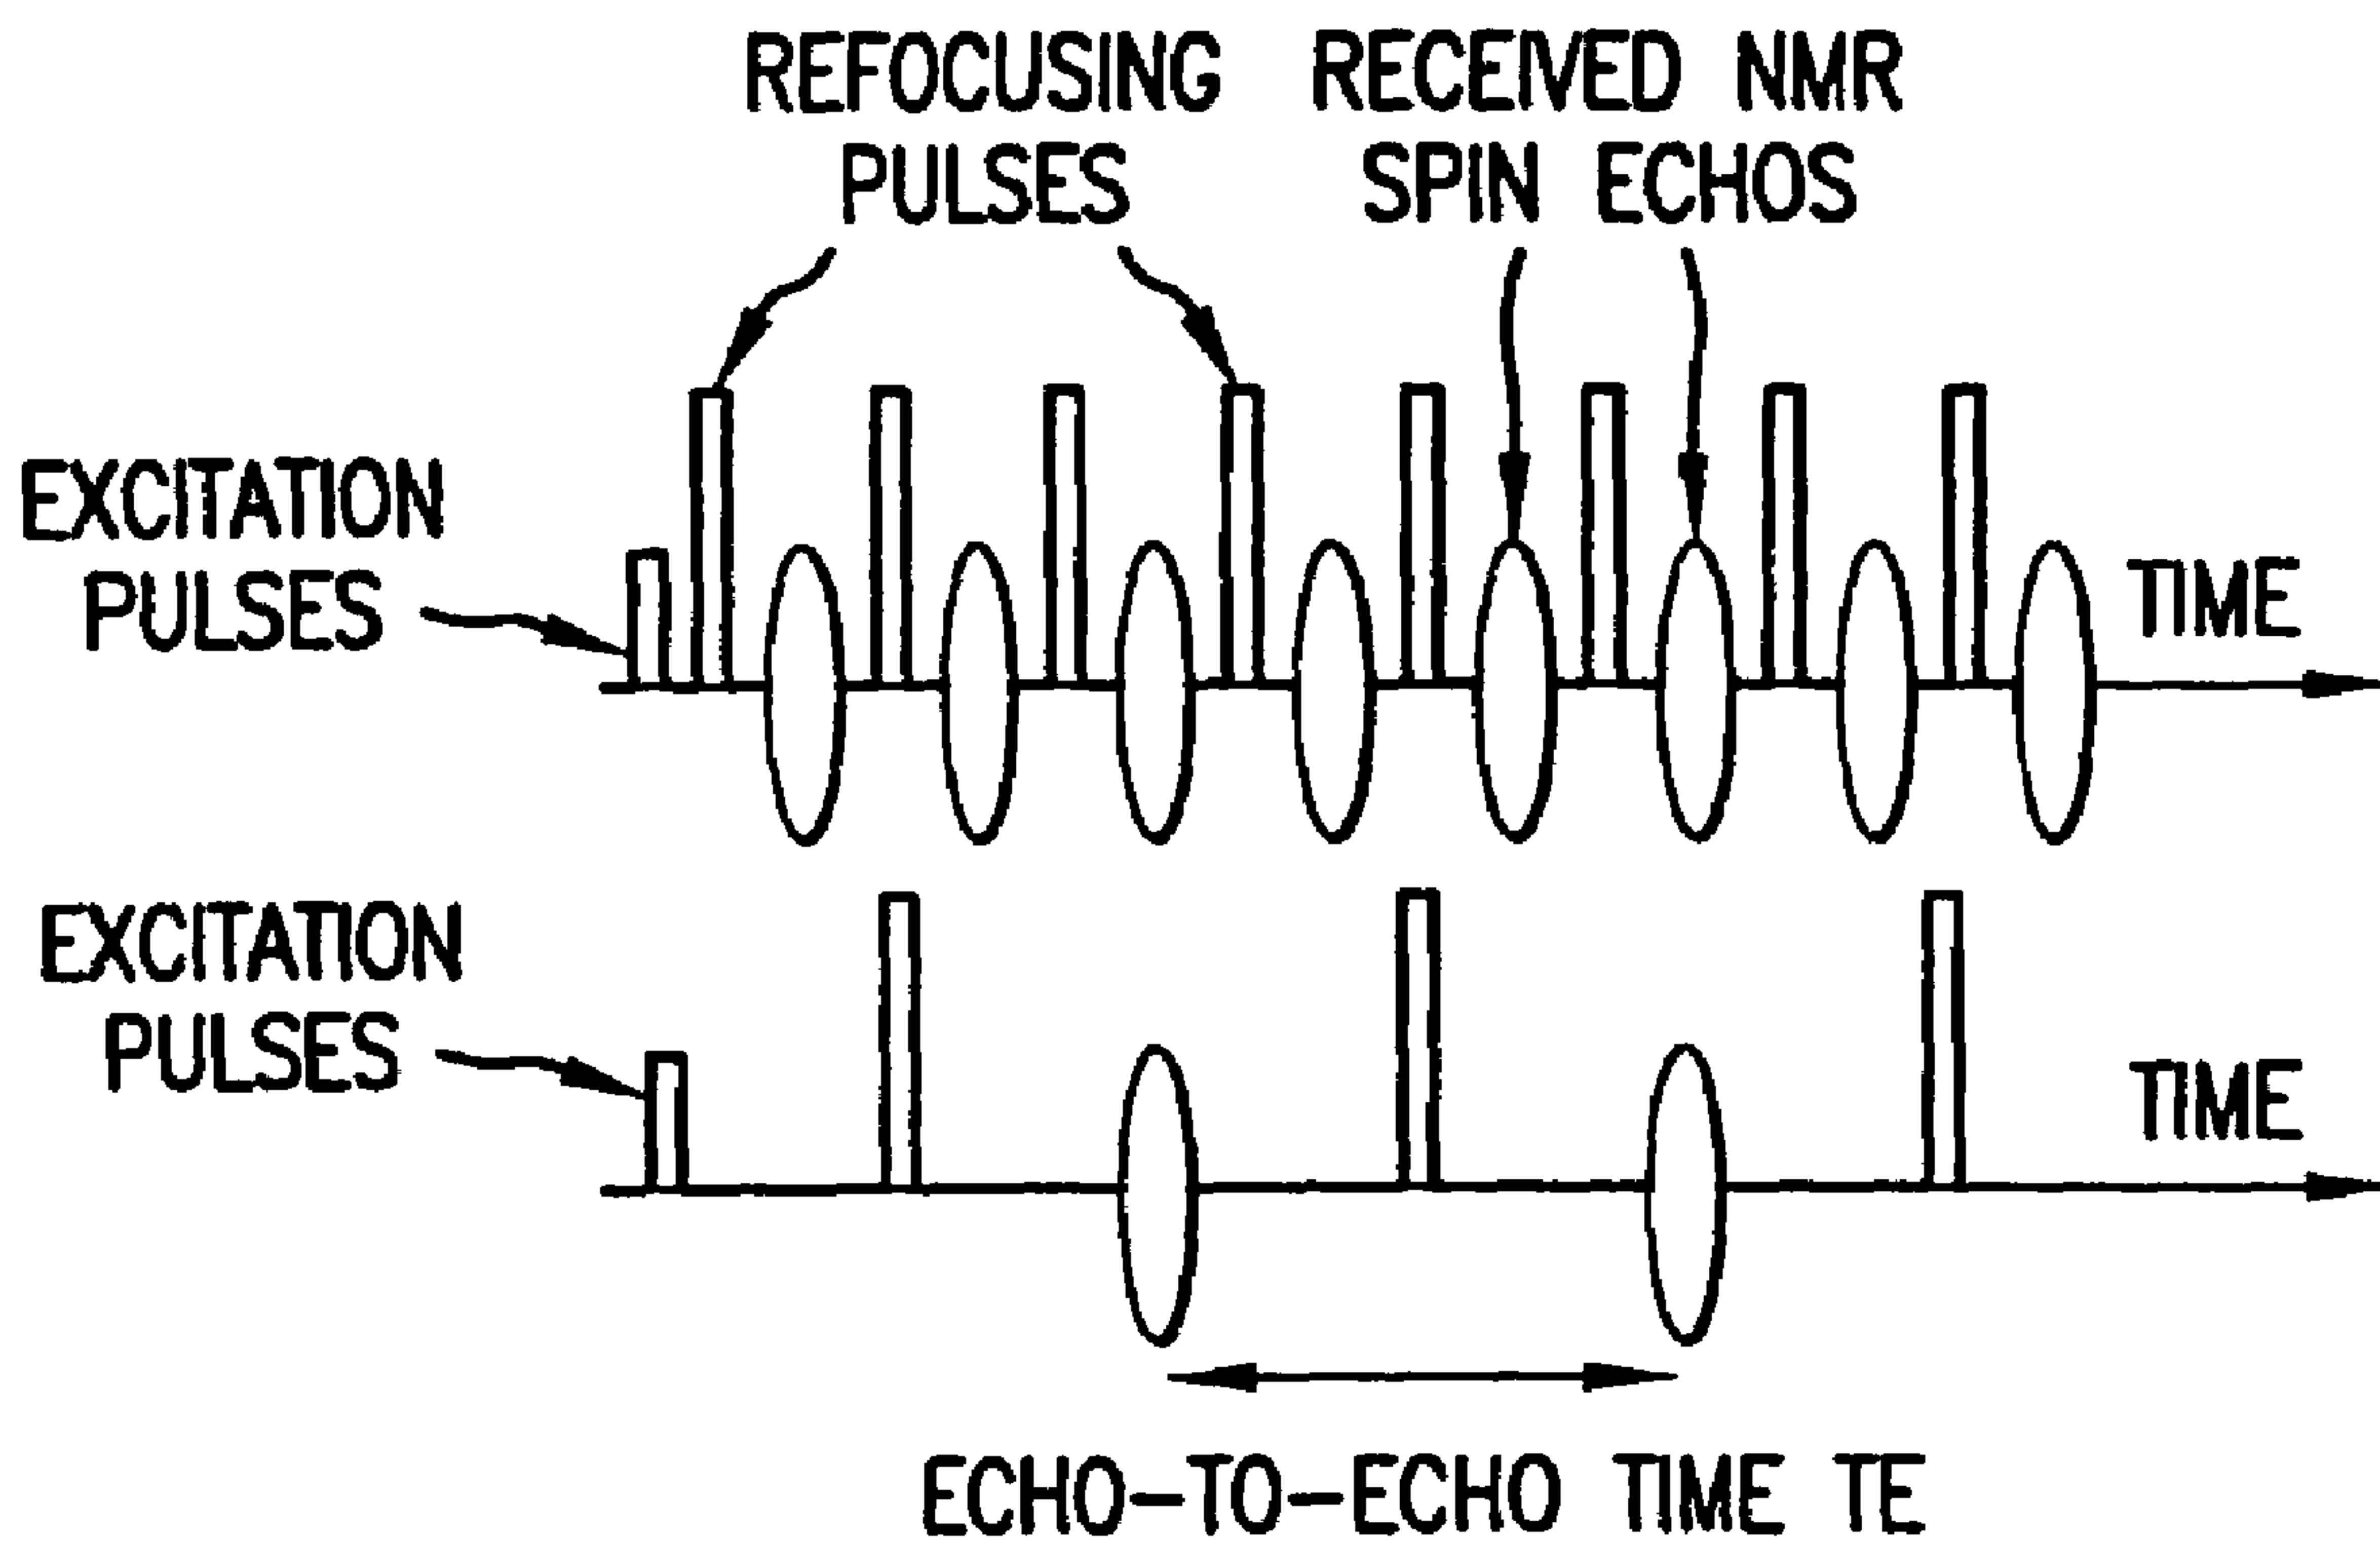 REFOCUSING
PULSES
RECEIVED NMR
SPIN ECHOS
EXCITATION
PULSES
TIME
EXCITATION
PULSES
TIME
ECHO-TO-ECHO TIME TE